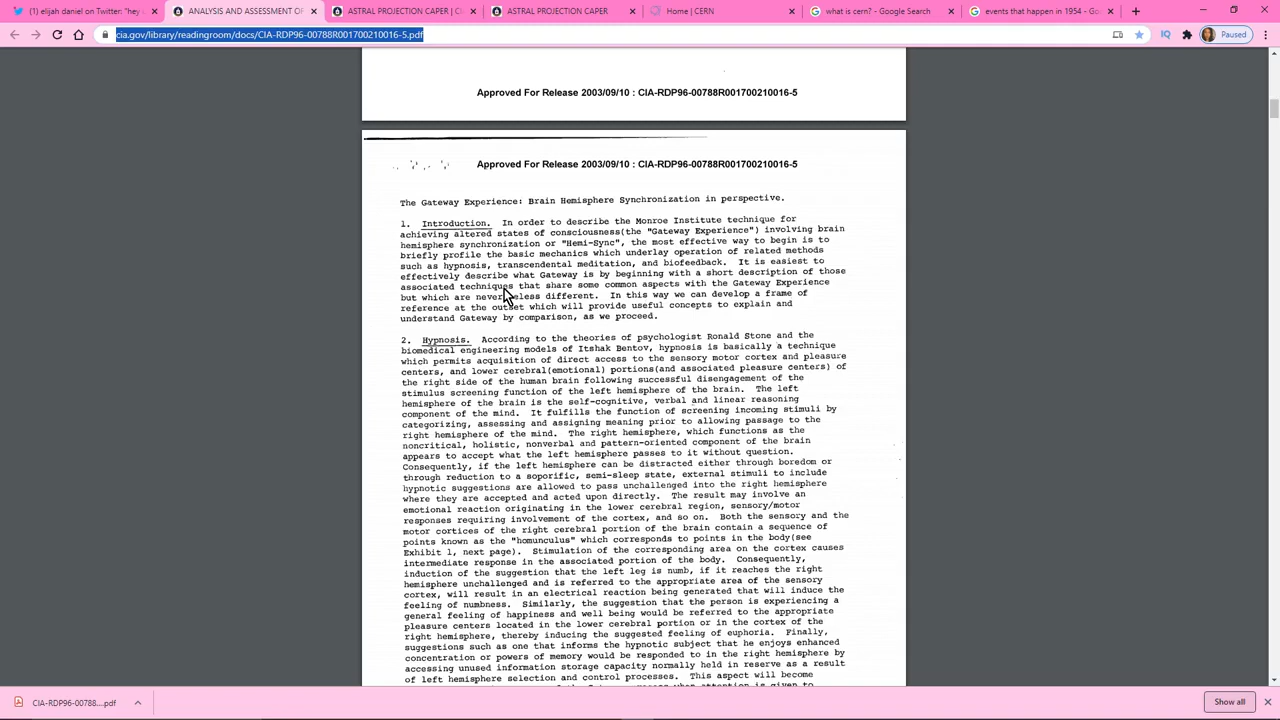 (1) elijah daniel on Twitter: "hey
ANALYSIS AND ASSESSMENT OF
ASTRAL PROJECTION CAPER | C
ASTRAL PROJECTION CAPER
Home | CERN
what is cern? - Google Search
events that happen in 1954 - Goo
cia.gov/library/readingroom/docs/CIA-RDP96-00788R001700210016-5.pdf
Paused
Approved For Release 2003/09/10 : CIA-RDP96-00788R001700210016-5
Approved For Release 2003/09/10 : CIA-RDP96-00788R001700210016-5
The Gateway Experience: Brain Hemisphere Synchronization in perspective.
1. Introduction. In order to describe the Monroe Institute technique for
achieving altered states of consciousness(the "Gateway Experience") involving brain
hemisphere synchronization or "Hemi-Sync", the most effective way to begin is to
briefly profile the basic mechanics which underlay operation of related methods
such as hypnosis, transcendental meditation, and biofeedback. It is easiest to
effectively describe what Gateway is by beginning with a short description of those
associated techniques that share some common aspects with the Gateway Experience
but which are nevertheless different. In this way we can develop a frame of
reference at the outset which will provide useful concepts to explain and
understand Gateway by comparison, as we proceed.
2. Hypnosis. According to the theories of psychologist Ronald Stone and the
biomedical engineering models of Itshak Bentov, hypnosis is basically a technique
which permits acquisition of direct access to the sensory motor cortex and pleasure
centers, and lower cerebral(emotional) portions(and associated pleasure centers) of
the right side of the human brain following successful disengagement of the
stimulus screening function of the left hemisphere of the brain. The left
hemisphere of the brain is the self-cognitive, verbal and linear reasoning
component of the mind. It fulfills the function of screening incoming stimuli by
categorizing, assessing and assigning meaning prior to allowing passage to the
right hemisphere of the mind. The right hemisphere, which functions as the
noncritical, holistic, nonverbal and pattern-oriented component of the brain
appears to accept what the left hemisphere passes to it without question.
Consequently, if the left hemisphere can be distracted either through boredom or
through reduction to a soporific, semi-sleep state, external stimuli to include
hypnotic suggestions are allowed to pass unchallenged into the right hemisphere
where they are accepted and acted upon directly. The result may involve an
emotional reaction originating in the lower cerebral region, sensory/motor
responses requiring involvement of the cortex, and so on. Both the sensory and the
motor cortices of the right cerebral portion of the brain contain a sequence of
points known as the "homunculus" which corresponds to points in the body(see
Exhibit 1, next page). Stimulation of the corresponding area on the cortex causes
intermediate response in the associated portion of the body. Consequently,
induction of the suggestion that the left leg is numb, if it reaches the right
hemisphere unchallenged and is referred to the appropriate area of the sensory
cortex, will result in an electrical reaction being generated that will induce the
feeling of numbness. Similarly, the suggestion that the person is experiencing a
general feeling of happiness and well being would be referred to the appropriate
pleasure centers located in the lower cerebral portion or in the cortex of the
right hemisphere, thereby inducing the suggested feeling of euphoria. Finally,
suggestions such as one that informs the hypnotic subject that he enjoys enhanced
concentration or powers of memory would be responded to in the right hemisphere by
accessing unused information storage capacity normally held in reserve as a result
of left hemisphere selection and control processes. This aspect will become
CIA-RDP96-00788....pdf
Show all